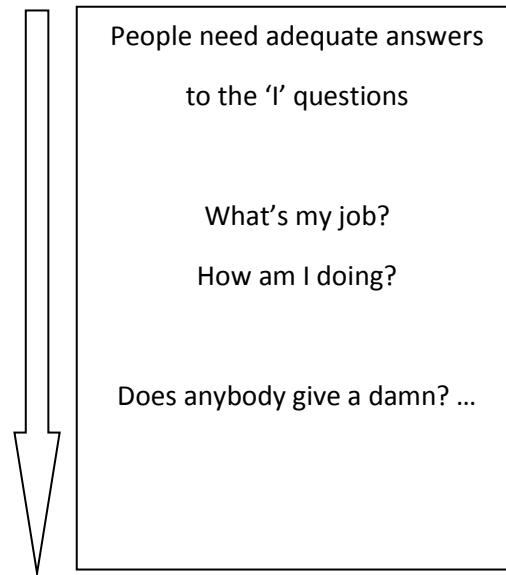 People need adequate answers
to the ‘I’ questions
What’s my job?
How am I doing?
Does anybody give a damn? …